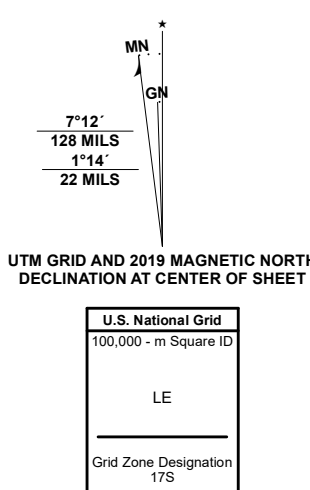 ★
MN
GN
7°12´
128 MILS
1°14´
22 MILS
UTM GRID AND 2019 MAGNETIC NORTH
DECLINATION AT CENTER OF SHEET
U.S. National Grid
100,000 - m Square ID
LE
Grid Zone Designation
17S